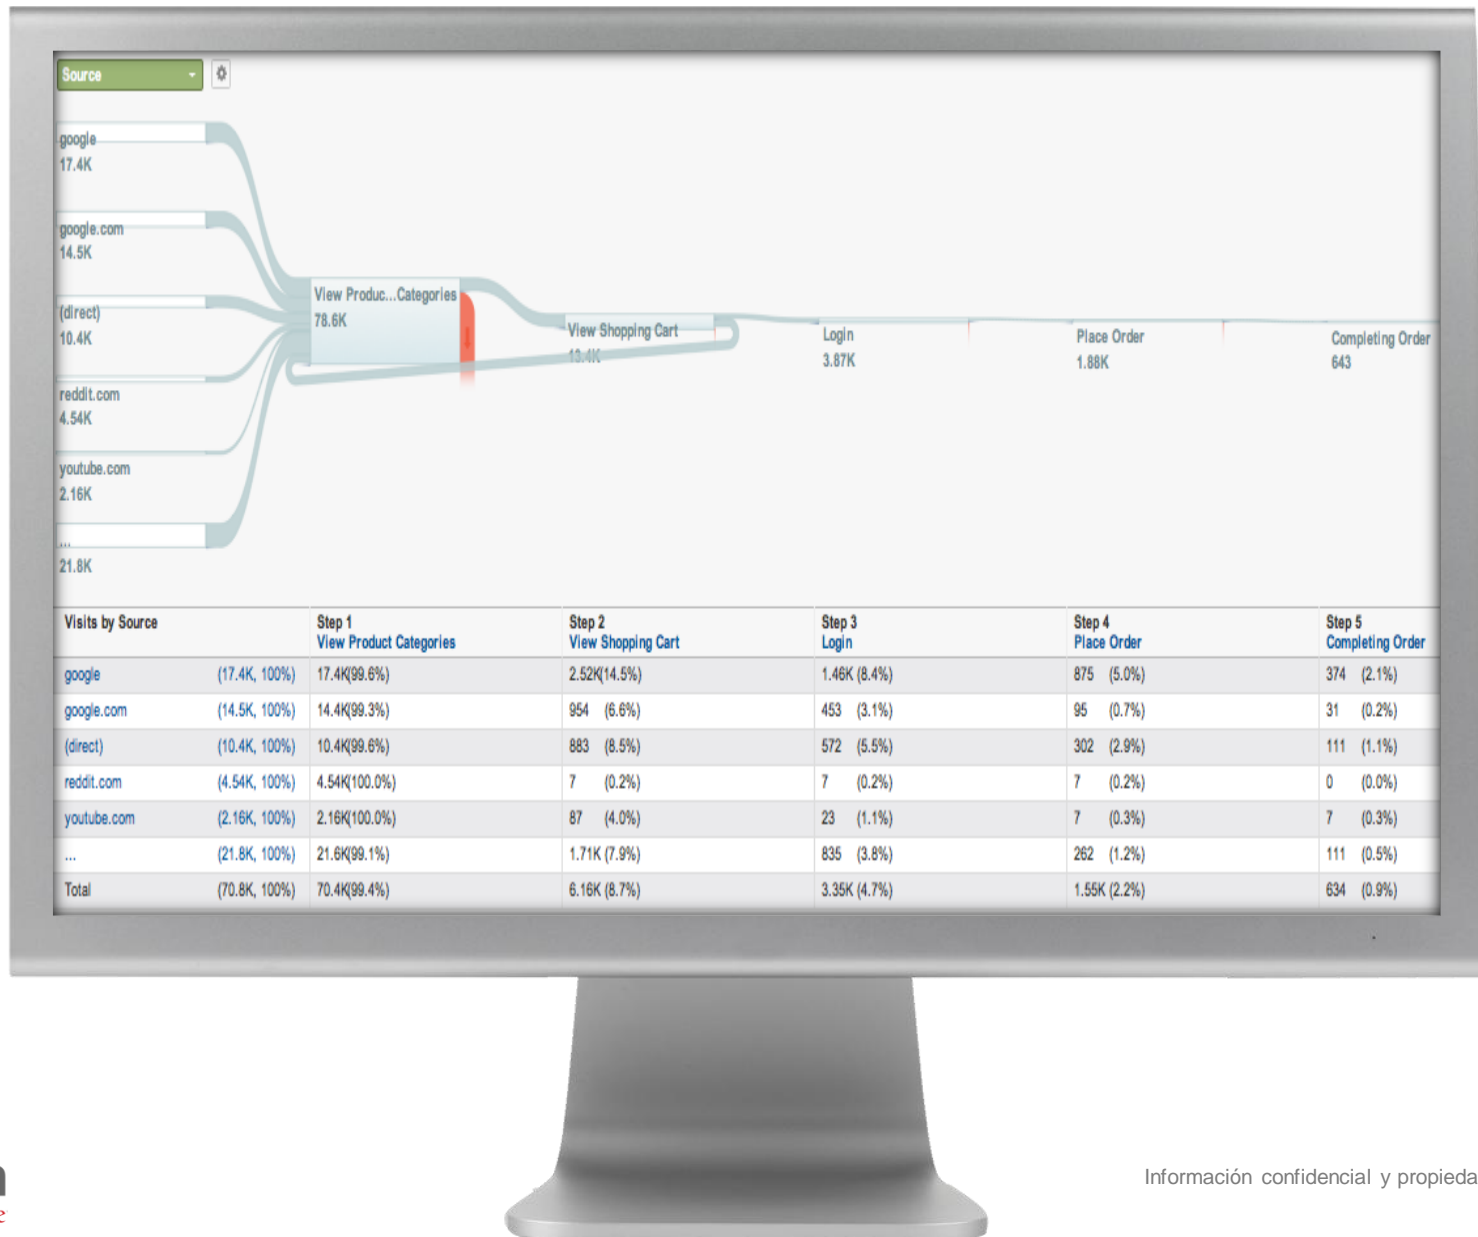 Source
google
17.4K
google.com
14.5K
(direct)
10.4K
reddit.com
4.54K
youtube.com
2.16K
...
21.8K
View Produc...Categories
78.6K
View Shopping Cart
13.4K
Login
3.87K
Place Order
1.88K
Completing Order
643
Visits by Source Step 1 Step 2 Step 3 Step 4 Step 5
View Product Categories View Shopping Cart Login Place Order Completing Order
google (17.4K, 100%) 17.4K(99.6%) 2.52K(14.5%) 1.46K (8.4%) 875 (5.0%) 374 (2.1%)
google.com (14.5K, 100%) 14.4K(99.3%) 954 (6.6%) 453 (3.1%) 95 (0.7%) 31 (0.2%)
(direct) (10.4K, 100%) 10.4K(99.6%) 883 (8.5%) 572 (5.5%) 302 (2.9%) 111 (1.1%)
reddit.com (4.54K, 100%) 4.54K(100.0%) 7 (0.2%) 7 (0.2%) 7 (0.2%) 0 (0.0%)
youtube.com (2.16K, 100%) 2.16K(100.0%) 87 (4.0%) 23 (1.1%) 7 (0.3%) 7 (0.3%)
... (21.8K, 100%) 21.6K(99.1%) 1.71K (7.9%) 835 (3.8%) 262 (1.2%) 111 (0.5%)
Total (70.8K, 100%) 70.4K(99.4%) 6.16K (8.7%) 3.35K (4.7%) 1.55K (2.2%) 634 (0.9%)
Información confidencial y propieda